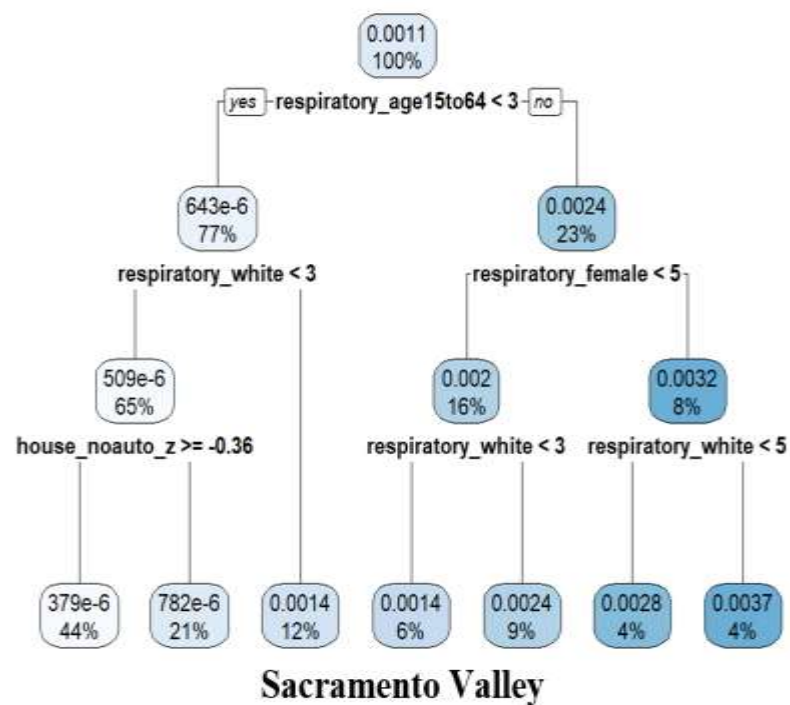 0.0011
100%
yes respiratory_age15to64 < 3 no
643e-6
77%
0.0024
23%
respiratory_white < 3
respiratory_female < 5
509e-6
65%
0.002
16%
0.0032
8%
house_noauto_z >= -0.36
respiratory_white < 3
respiratory_white < 5
379e-6
44%
782e-6
21%
0.0014
12%
0.0014
6%
0.0024
9%
0.0028
4%
0.0037
4%
Sacramento Valley